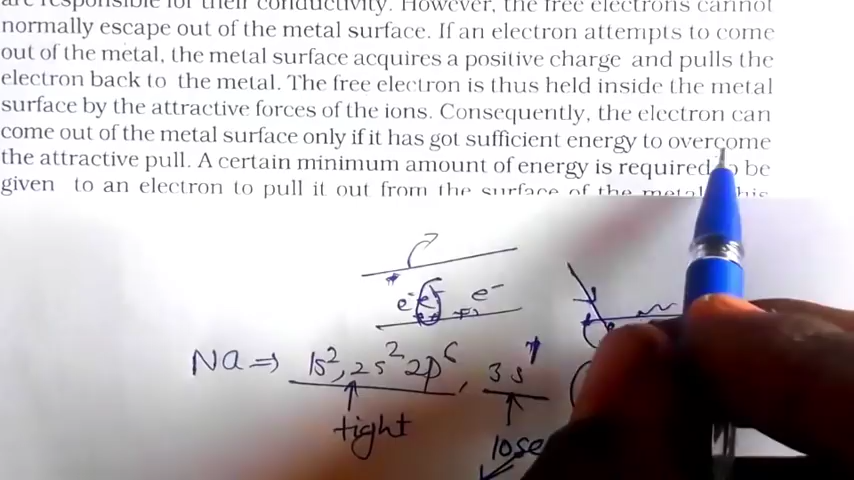 are responsible for their conductivity. However, the free electrons cannot
normally escape out of the metal surface. If an electron attempts to come
out of the metal, the metal surface acquires a positive charge and pulls the
electron back to the metal. The free electron is thus held inside the metal
surface by the attractive forces of the ions. Consequently, the electron can
come out of the metal surface only if it has got sufficient energy to overcome
the attractive pull. A certain minimum amount of energy is required to be
given to an electron to pull it out from the surface of the metal. This
e⁻ e⁻ e⁻
Na ⇒ 1s², 2s² 2p⁶, 3s¹
tight
lose